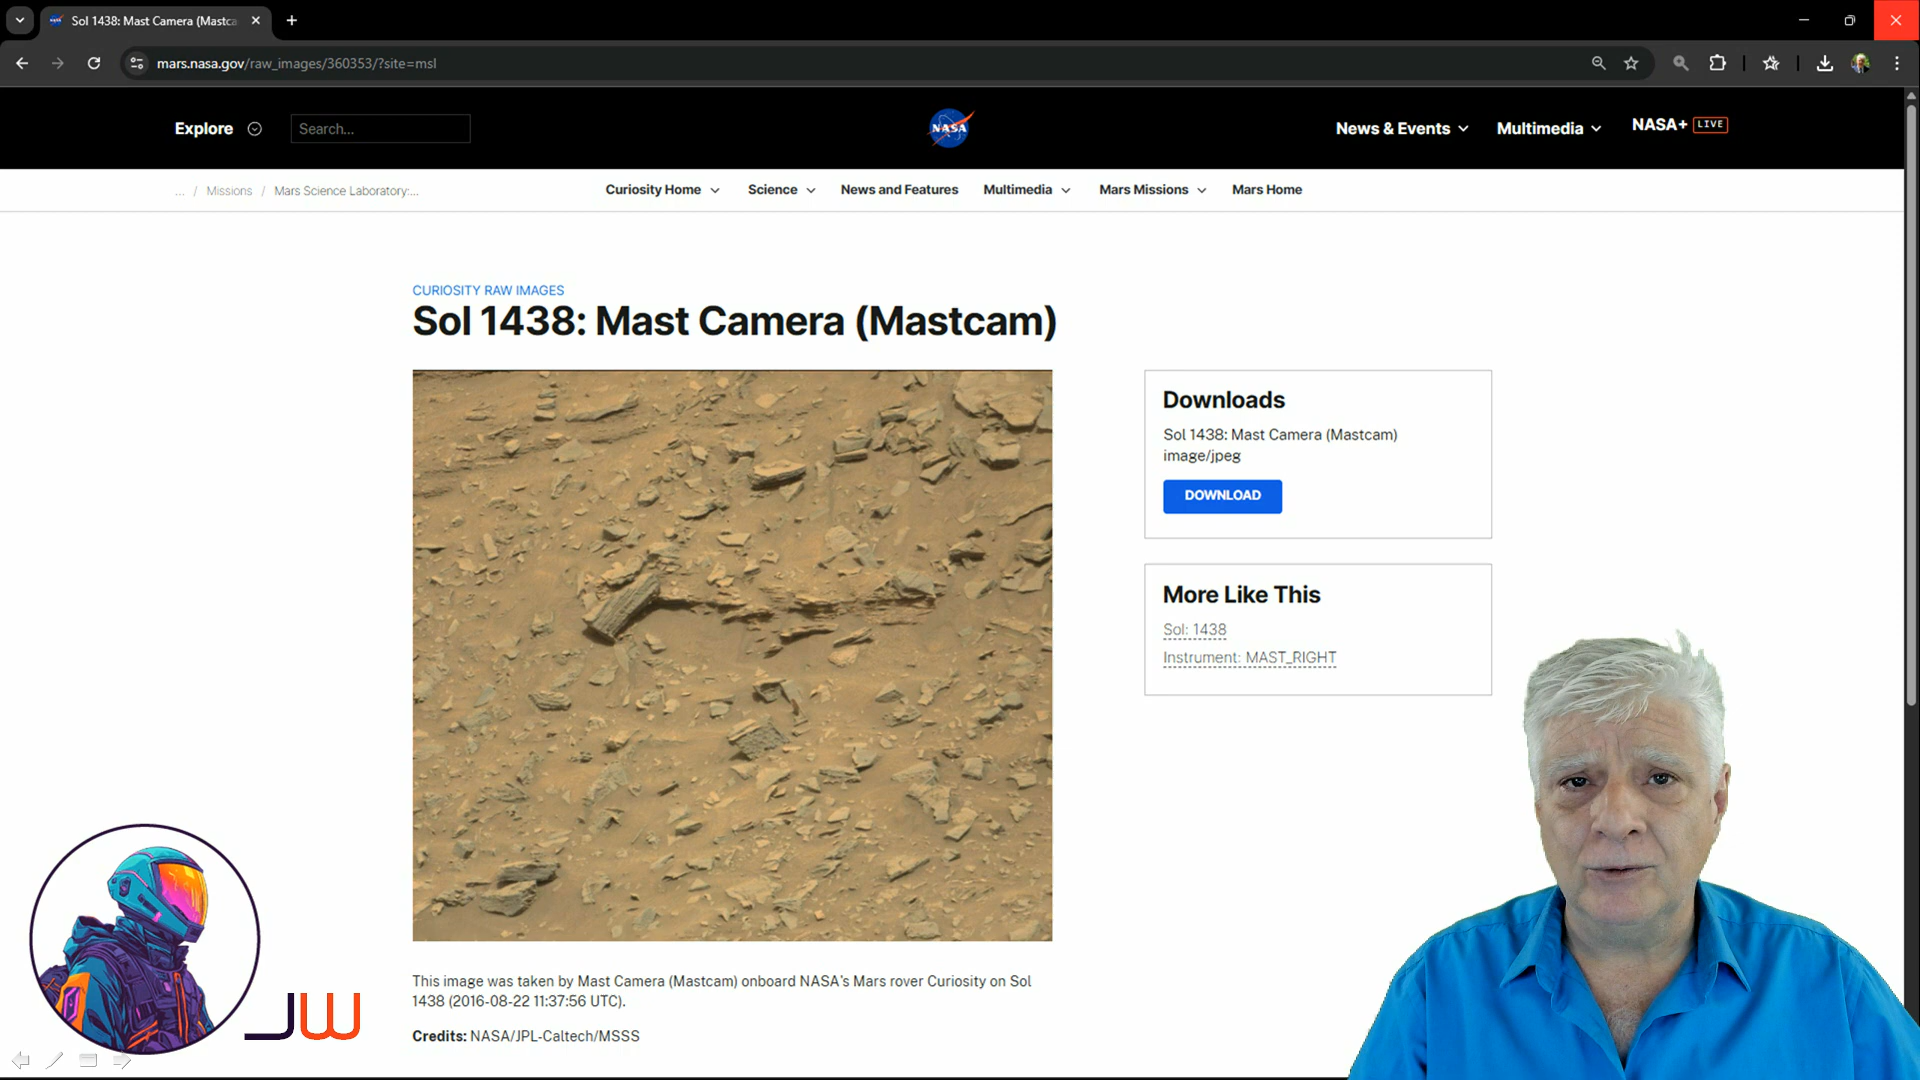 Sol 1438: Mast Camera (Mastca
mars.nasa.gov/raw_images/360353/?site=msl
Explore
Search...
NASA
News & Events
Multimedia
NASA+ LIVE
... / Missions / Mars Science Laboratory:...
Curiosity Home
Science
News and Features
Multimedia
Mars Missions
Mars Home
CURIOSITY RAW IMAGES
Sol 1438: Mast Camera (Mastcam)
Downloads
Sol 1438: Mast Camera (Mastcam)
image/jpeg
DOWNLOAD
More Like This
Sol: 1438
Instrument: MAST_RIGHT
This image was taken by Mast Camera (Mastcam) onboard NASA's Mars rover Curiosity on Sol
1438 (2016-08-22 11:37:56 UTC).
Credits: NASA/JPL-Caltech/MSSS
JW